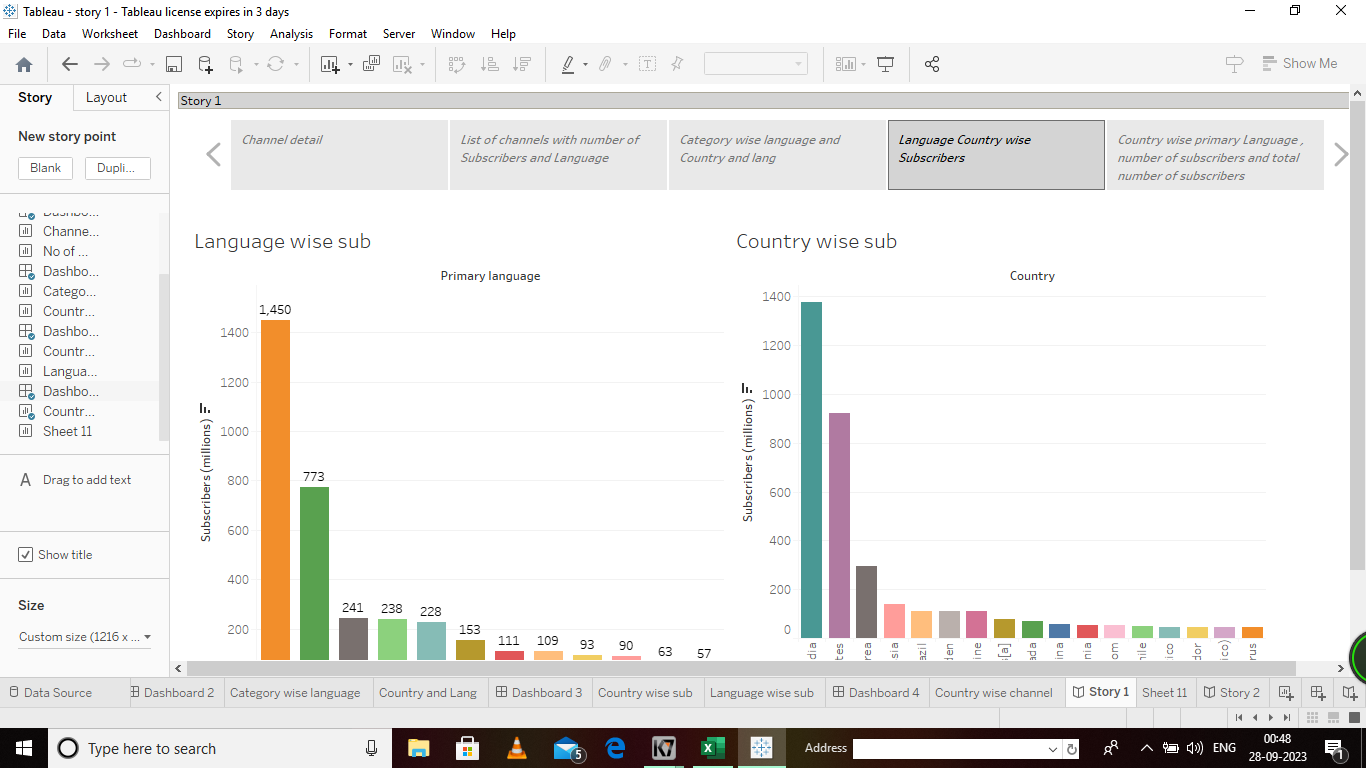 Tableau - story 1 - Tableau license expires in 3 days
File Data Worksheet Dashboard Story Analysis Format Server Window Help
Show Me
Story Layout
New story point
Blank Dupli...
Dashbo...
Channe...
No of ...
Dashbo...
Catego...
Countr...
Dashbo...
Countr...
Langua...
Dashbo...
Countr...
Sheet 11
A Drag to add text
Show title
Size
Custom size (1216 x ...
Story 1
Channel detail
List of channels with number of
Subscribers and Language
Category wise language and
Country and lang
Language Country wise
Subscribers
Country wise primary Language ,
number of subscribers and total
number of subscribers
Language wise sub
Primary language
Subscribers (millions)
1400
1200
1000
800
600
400
200
1,450
773
241 238 228 153 111 109 93 90 63 57
Country wise sub
Country
Subscribers (millions)
1400
1200
1000
800
600
400
200
0
dia tes rea sia azil den ine s[a] ada ina nia om hile ico dor ico) rus
Data Source Dashboard 2 Category wise language Country and Lang Dashboard 3 Country wise sub Language wise sub Dashboard 4 Country wise channel Story 1 Sheet 11 Story 2
Type here to search
5
Address
ENG
00:48
28-09-2023
1